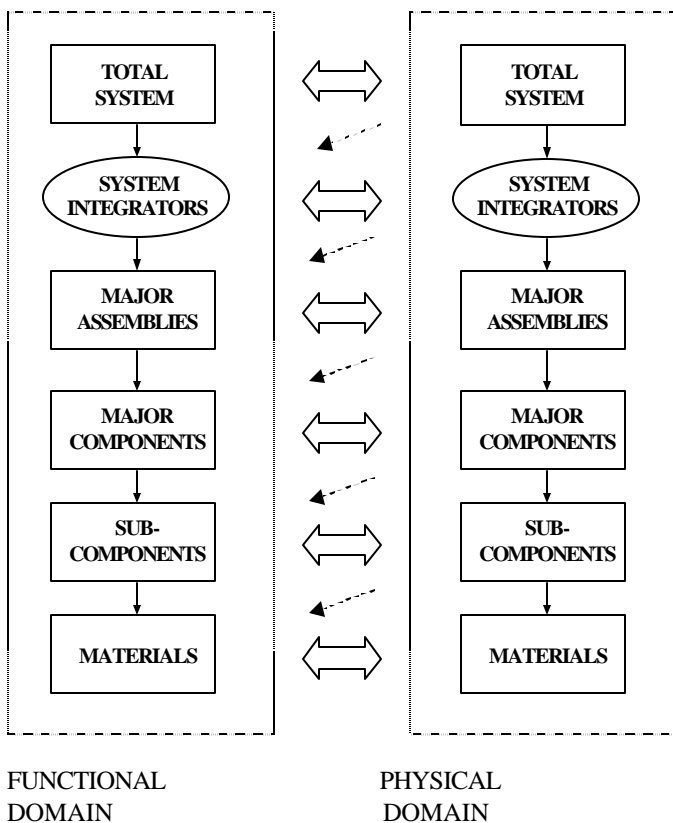 TOTAL
SYSTEM
SYSTEM
INTEGRATORS
MAJOR
ASSEMBLIES
MAJOR
COMPONENTS
SUB-
COMPONENTS
MATERIALS
FUNCTIONAL
DOMAIN
TOTAL
SYSTEM
SYSTEM
INTEGRATORS
MAJOR
ASSEMBLIES
MAJOR
COMPONENTS
SUB-
COMPONENTS
MATERIALS
PHYSICAL
DOMAIN